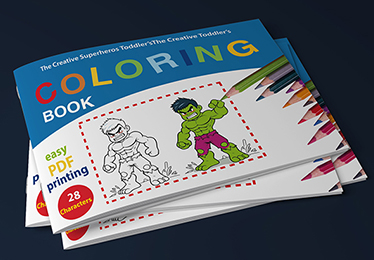 The Creative Superheros Toddler'sThe Creative Toddler's
COLORING
BOOK
easy
PDF
printing
28
Characters